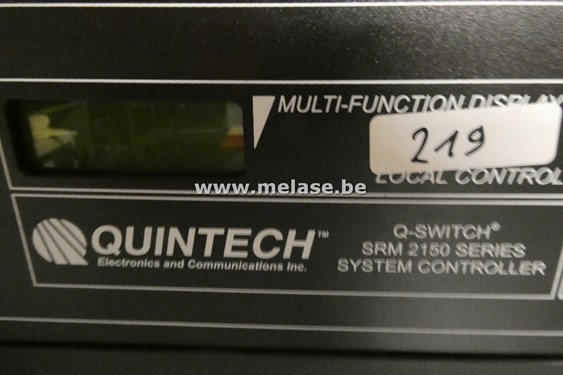 MULTI-FUNCTION DISPLAY
219
LOCAL CONTROL
www.melase.be
QUINTECH™
Electronics and Communications Inc.
Q-SWITCH®
SRM 2150 SERIES
SYSTEM CONTROLLER